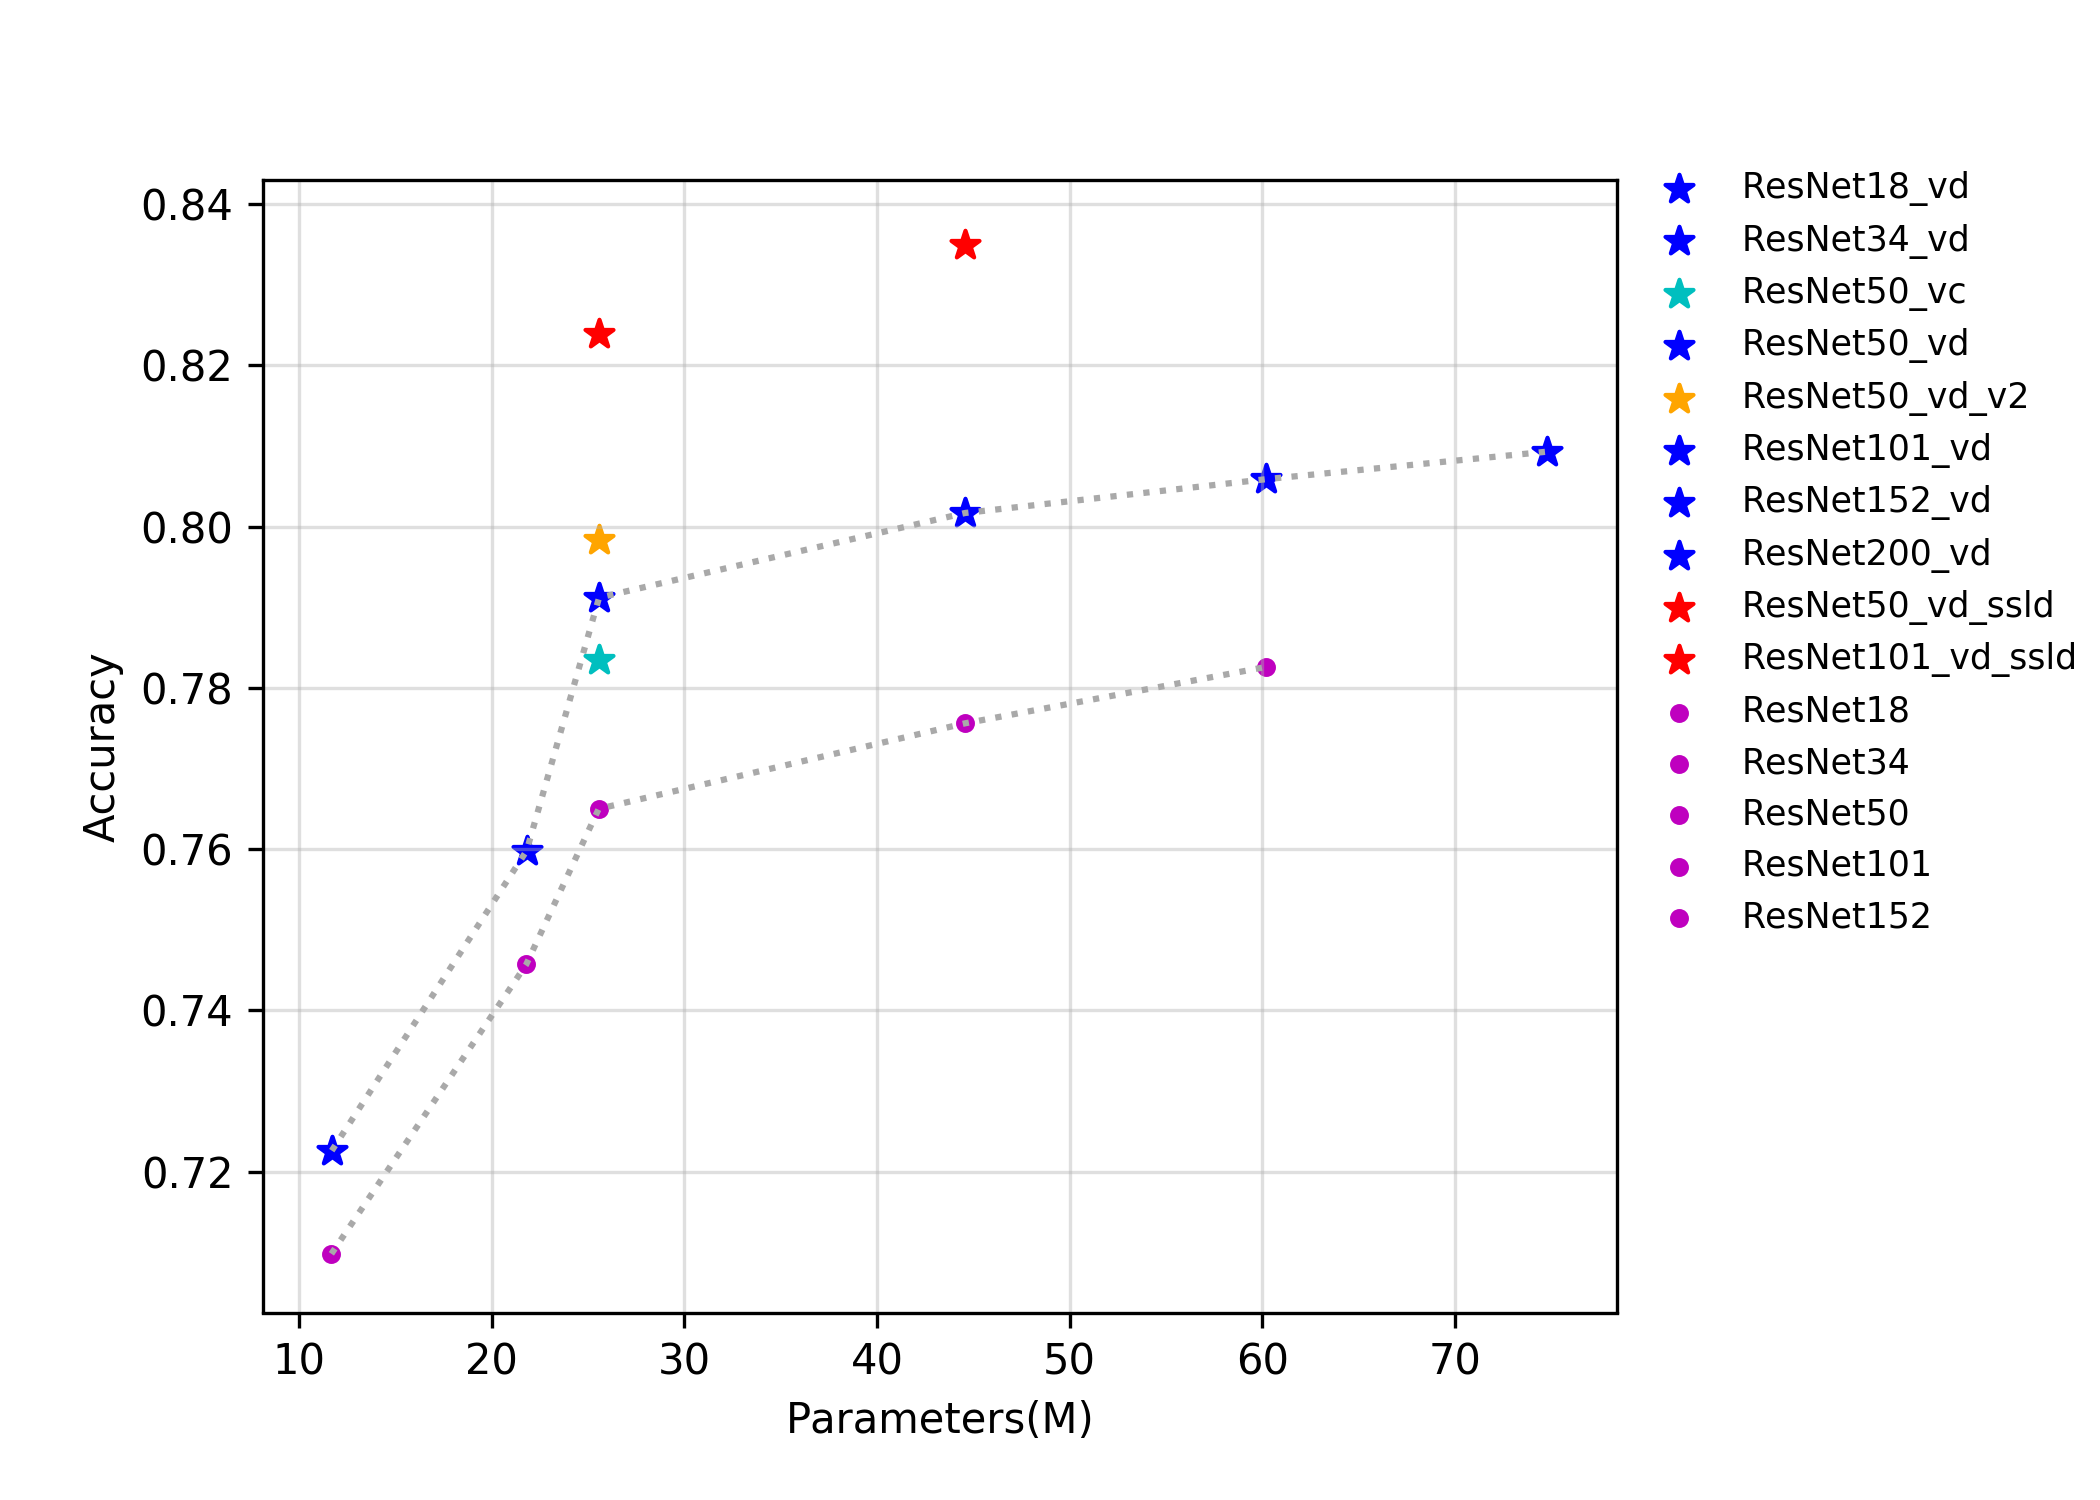 0.84
0.82
0.80
0.78
0.76
0.74
0.72
Accuracy
10 20 30 40 50 60 70
Parameters(M)
ResNet18_vd
ResNet34_vd
ResNet50_vc
ResNet50_vd
ResNet50_vd_v2
ResNet101_vd
ResNet152_vd
ResNet200_vd
ResNet50_vd_ssld
ResNet101_vd_ssld
ResNet18
ResNet34
ResNet50
ResNet101
ResNet152